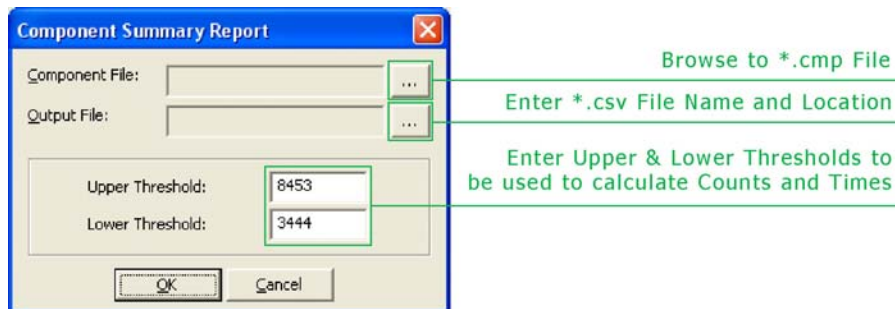 Component Summary Report
Component File:
...
Browse to *.cmp File
Output File:
...
Enter *.csv File Name and Location
Upper Threshold:
8453
Lower Threshold:
3444
Enter Upper & Lower Thresholds to
be used to calculate Counts and Times
OK
Cancel